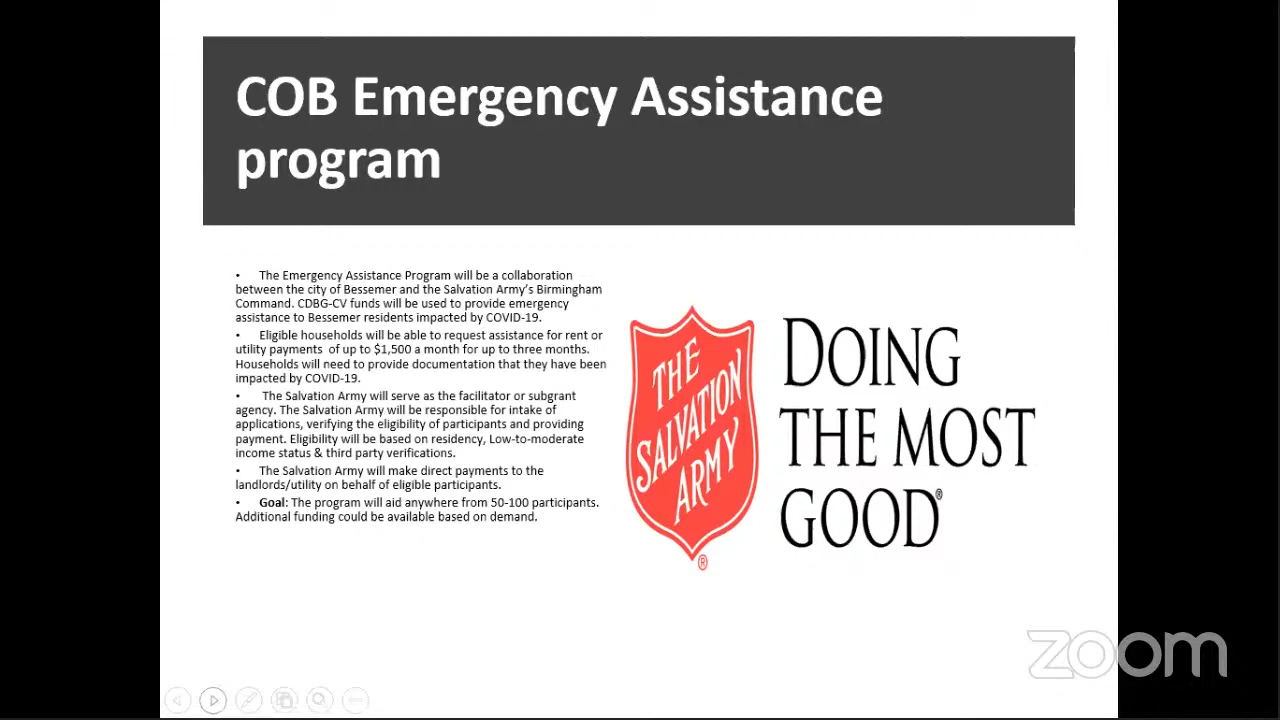 COB Emergency Assistance
program
• The Emergency Assistance Program will be a collaboration
between the city of Bessemer and the Salvation Army's Birmingham
Command. CDBG-CV funds will be used to provide emergency
assistance to Bessemer residents impacted by COVID-19.
• Eligible households will be able to request assistance for rent or
utility payments of up to $1,500 a month for up to three months.
Households will need to provide documentation that they have been
impacted by COVID-19.
• The Salvation Army will serve as the facilitator or subgrant
agency. The Salvation Army will be responsible for intake of
applications, verifying the eligibility of participants and providing
payment. Eligibility will be based on residency, Low-to-moderate
income status & third party verifications.
• The Salvation Army will make direct payments to the
landlords/utility on behalf of eligible participants.
• Goal: The program will aid anywhere from 50-100 participants.
Additional funding could be available based on demand.
THE
SALVATION
ARMY
®
DOING
THE MOST
GOOD®
zoom